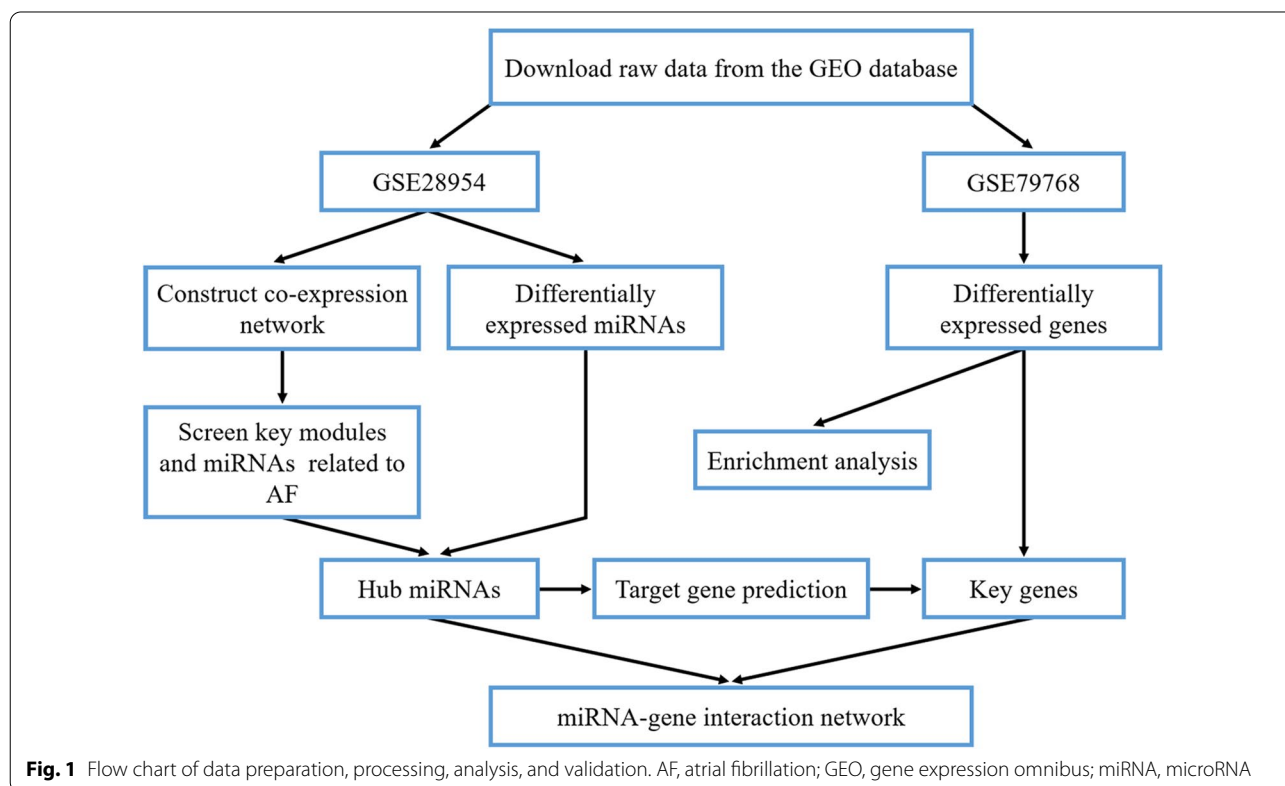 Download raw data from the GEO database
GSE28954
GSE79768
Construct co-expression
network
Differentially
expressed miRNAs
Differentially
expressed genes
Screen key modules
and miRNAs related to
AF
Enrichment analysis
Hub miRNAs
Target gene prediction
Key genes
miRNA-gene interaction network
Fig. 1 Flow chart of data preparation, processing, analysis, and validation. AF, atrial fibrillation; GEO, gene expression omnibus; miRNA, microRNA